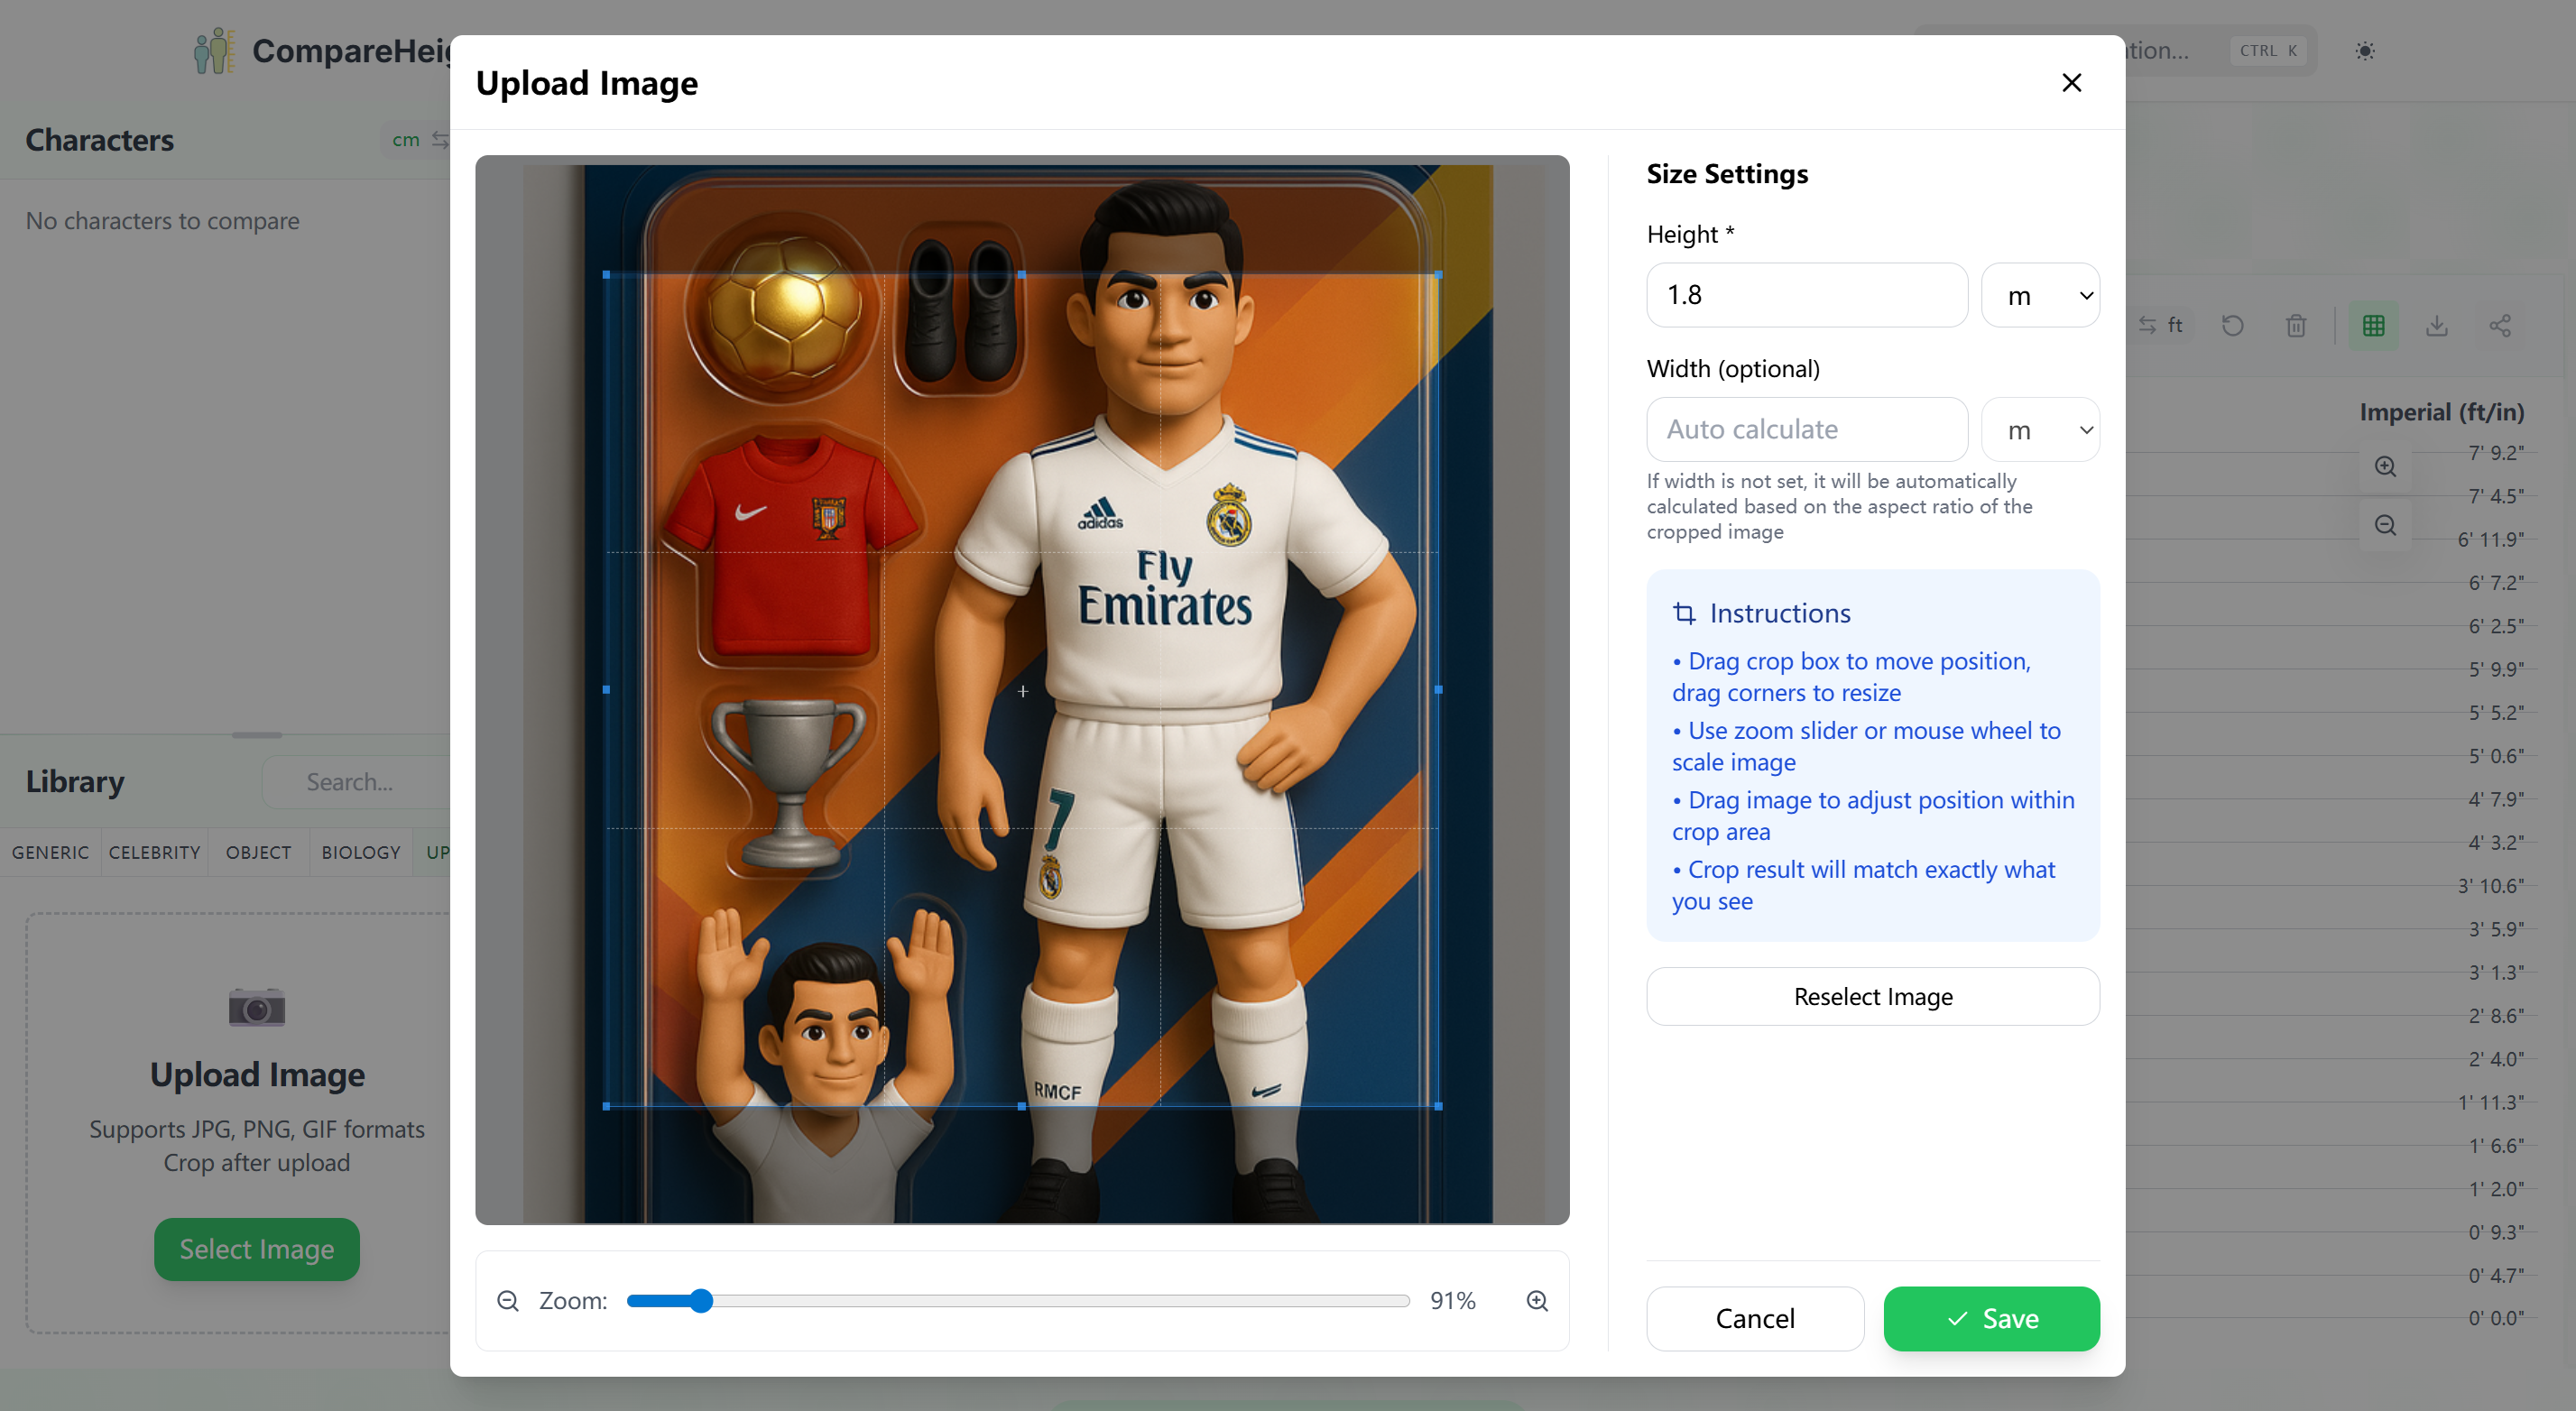 CompareHeig
tion...
CTRL K
Characters
cm
No characters to compare
Library
Search...
GENERIC
CELEBRITY
OBJECT
BIOLOGY
UP
Upload Image
Supports JPG, PNG, GIF formats
Crop after upload
Select Image
Upload Image
adidas
Fly
Emirates
7
RMCF
Zoom:
91%
Size Settings
Height *
1.8
m
Width (optional)
Auto calculate
m
If width is not set, it will be automatically
calculated based on the aspect ratio of the
cropped image
Instructions
• Drag crop box to move position,
drag corners to resize
• Use zoom slider or mouse wheel to
scale image
• Drag image to adjust position within
crop area
• Crop result will match exactly what
you see
Reselect Image
Cancel
Save
ft
Imperial (ft/in)
7' 9.2"
7' 4.5"
6' 11.9"
6' 7.2"
6' 2.5"
5' 9.9"
5' 5.2"
5' 0.6"
4' 7.9"
4' 3.2"
3' 10.6"
3' 5.9"
3' 1.3"
2' 8.6"
2' 4.0"
1' 11.3"
1' 6.6"
1' 2.0"
0' 9.3"
0' 4.7"
0' 0.0"